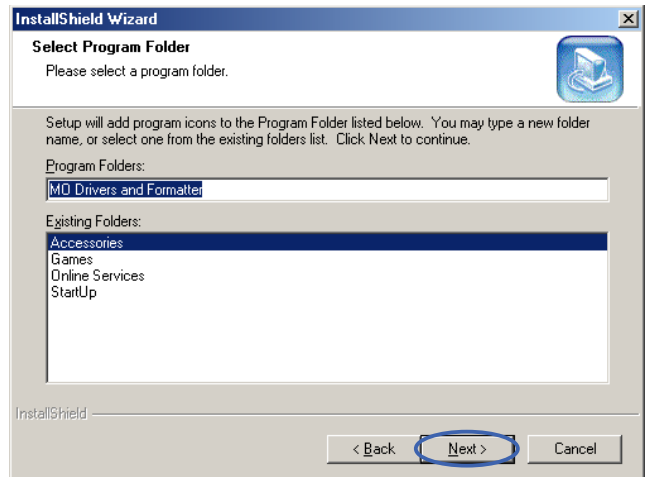 InstallShield Wizard
Select Program Folder
Please select a program folder.
Setup will add program icons to the Program Folder listed below. You may type a new folder
name, or select one from the existing folders list. Click Next to continue.
Program Folders:
MO Drivers and Formatter
Existing Folders:
Accessories
Games
Online Services
StartUp
InstallShield
< Back Next > Cancel